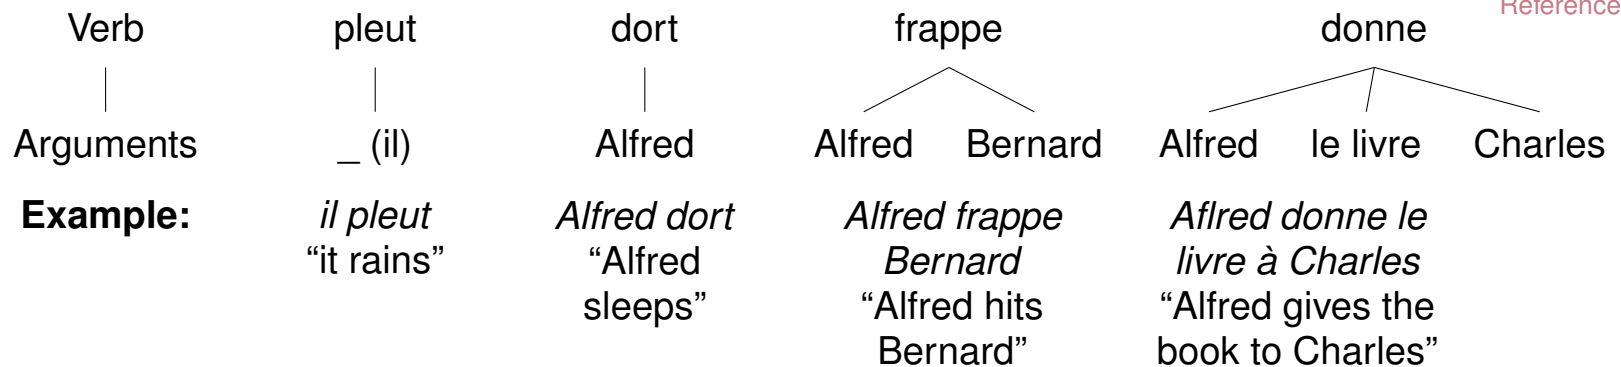 Reference
Verb pleut dort frappe donne
Arguments _ (il) Alfred Alfred Bernard Alfred le livre Charles
Example: il pleut Alfred dort Alfred frappe Aflred donne le
“it rains” “Alfred Bernard livre à Charles
sleeps” “Alfred hits “Alfred gives the
Bernard” book to Charles”